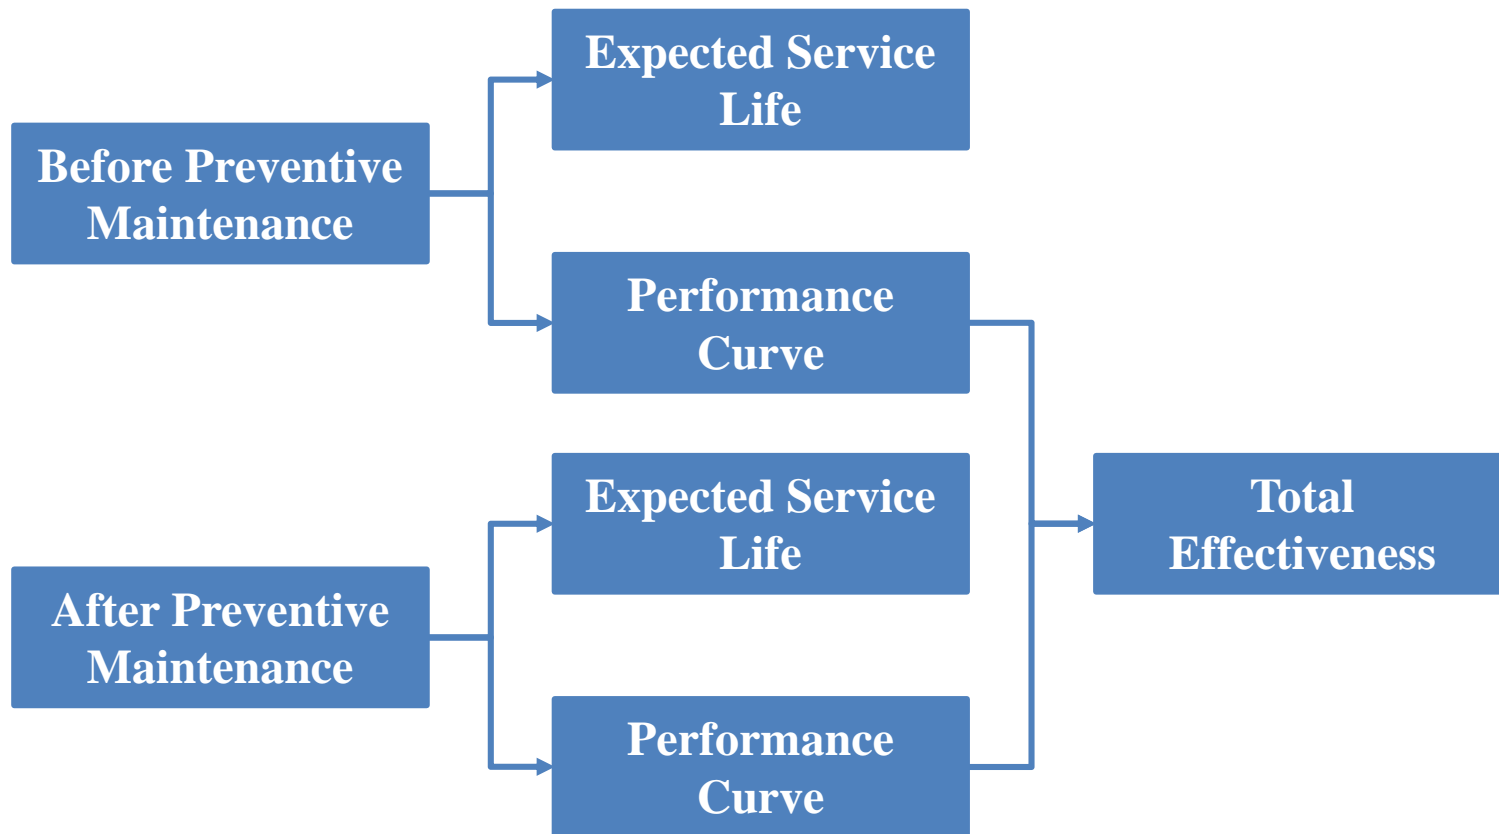 Expected Service
Life
Before Preventive
Maintenance
Performance
Curve
Expected Service
Life
Total
Effectiveness
After Preventive
Maintenance
Performance
Curve